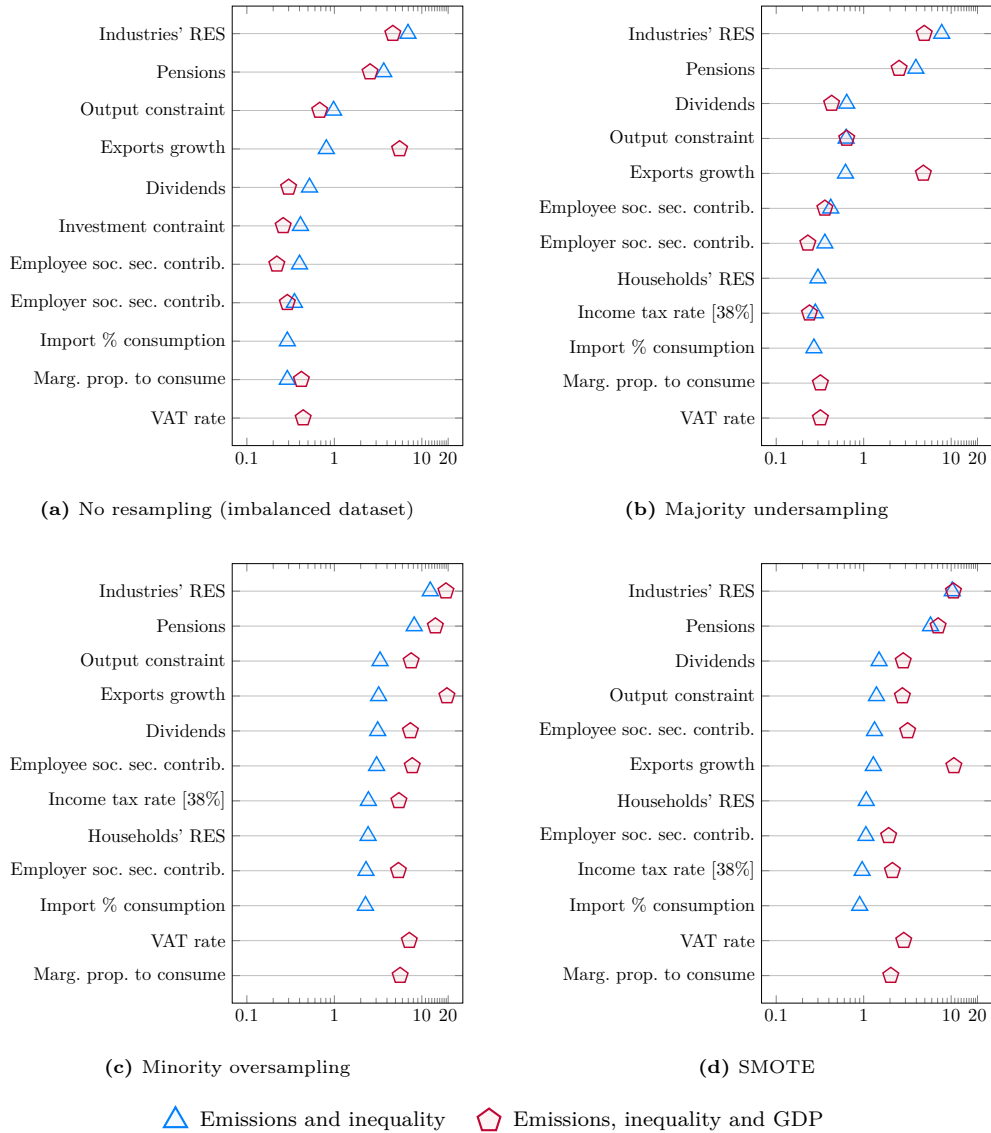 Industries' RES
Pensions
Output constraint
Exports growth
Dividends
Investment contraint
Employee soc. sec. contrib.
Employer soc. sec. contrib.
Import % consumption
Marg. prop. to consume
VAT rate
0.1 1 10 20
(a) No resampling (imbalanced dataset)
Industries' RES
Pensions
Dividends
Output constraint
Exports growth
Employee soc. sec. contrib.
Employer soc. sec. contrib.
Households' RES
Income tax rate [38%]
Import % consumption
Marg. prop. to consume
VAT rate
0.1 1 10 20
(b) Majority undersampling
Industries' RES
Pensions
Output constraint
Exports growth
Dividends
Employee soc. sec. contrib.
Income tax rate [38%]
Households' RES
Employer soc. sec. contrib.
Import % consumption
VAT rate
Marg. prop. to consume
0.1 1 10 20
(c) Minority oversampling
Industries' RES
Pensions
Dividends
Output constraint
Employee soc. sec. contrib.
Exports growth
Households' RES
Employer soc. sec. contrib.
Income tax rate [38%]
Import % consumption
VAT rate
Marg. prop. to consume
0.1 1 10 20
(d) SMOTE
Emissions and inequality Emissions, inequality and GDP